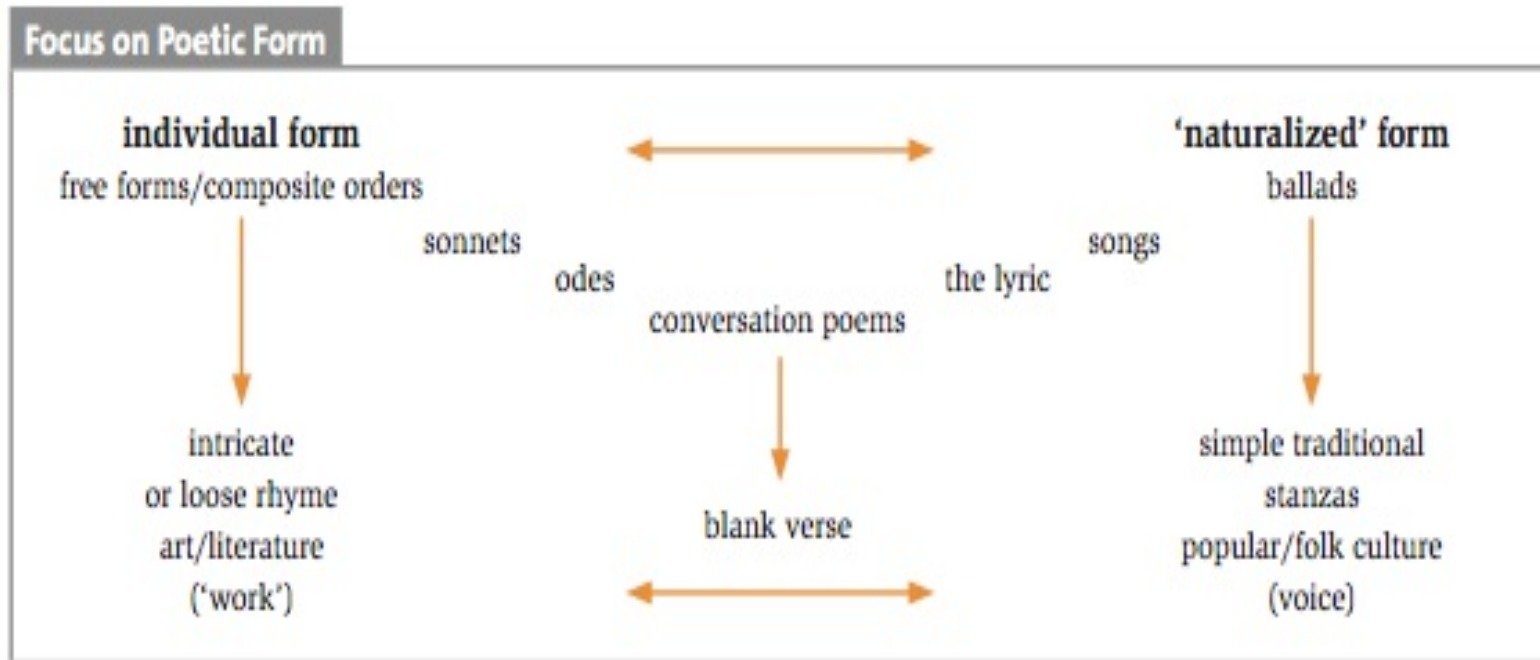 Focus on Poetic Form
individual form
free forms/composite orders
'naturalized' form
ballads
sonnets
songs
odes
the lyric
conversation poems
intricate
or loose rhyme
art/literature
('work')
blank verse
simple traditional
stanzas
popular/folk culture
(voice)